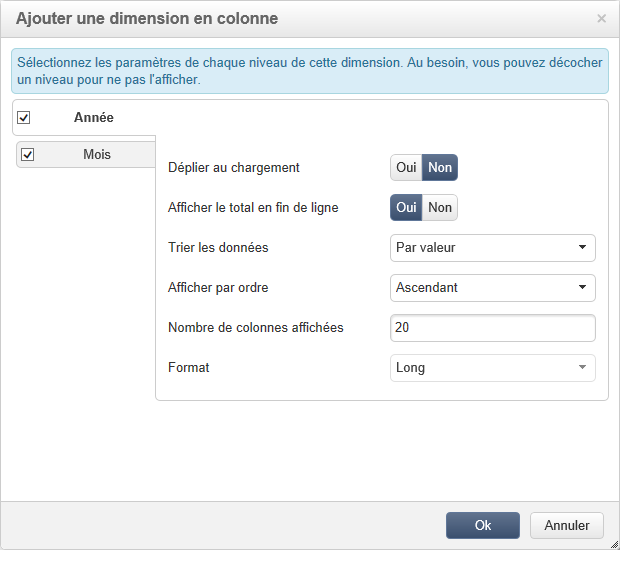 Ajouter une dimension en colonne ×
Sélectionnez les paramètres de chaque niveau de cette dimension. Au besoin, vous pouvez décocher
un niveau pour ne pas l'afficher.
Année
Mois
Déplier au chargement Oui Non
Afficher le total en fin de ligne Oui Non
Trier les données Par valeur
Afficher par ordre Ascendant
Nombre de colonnes affichées 20
Format Long
Ok Annuler